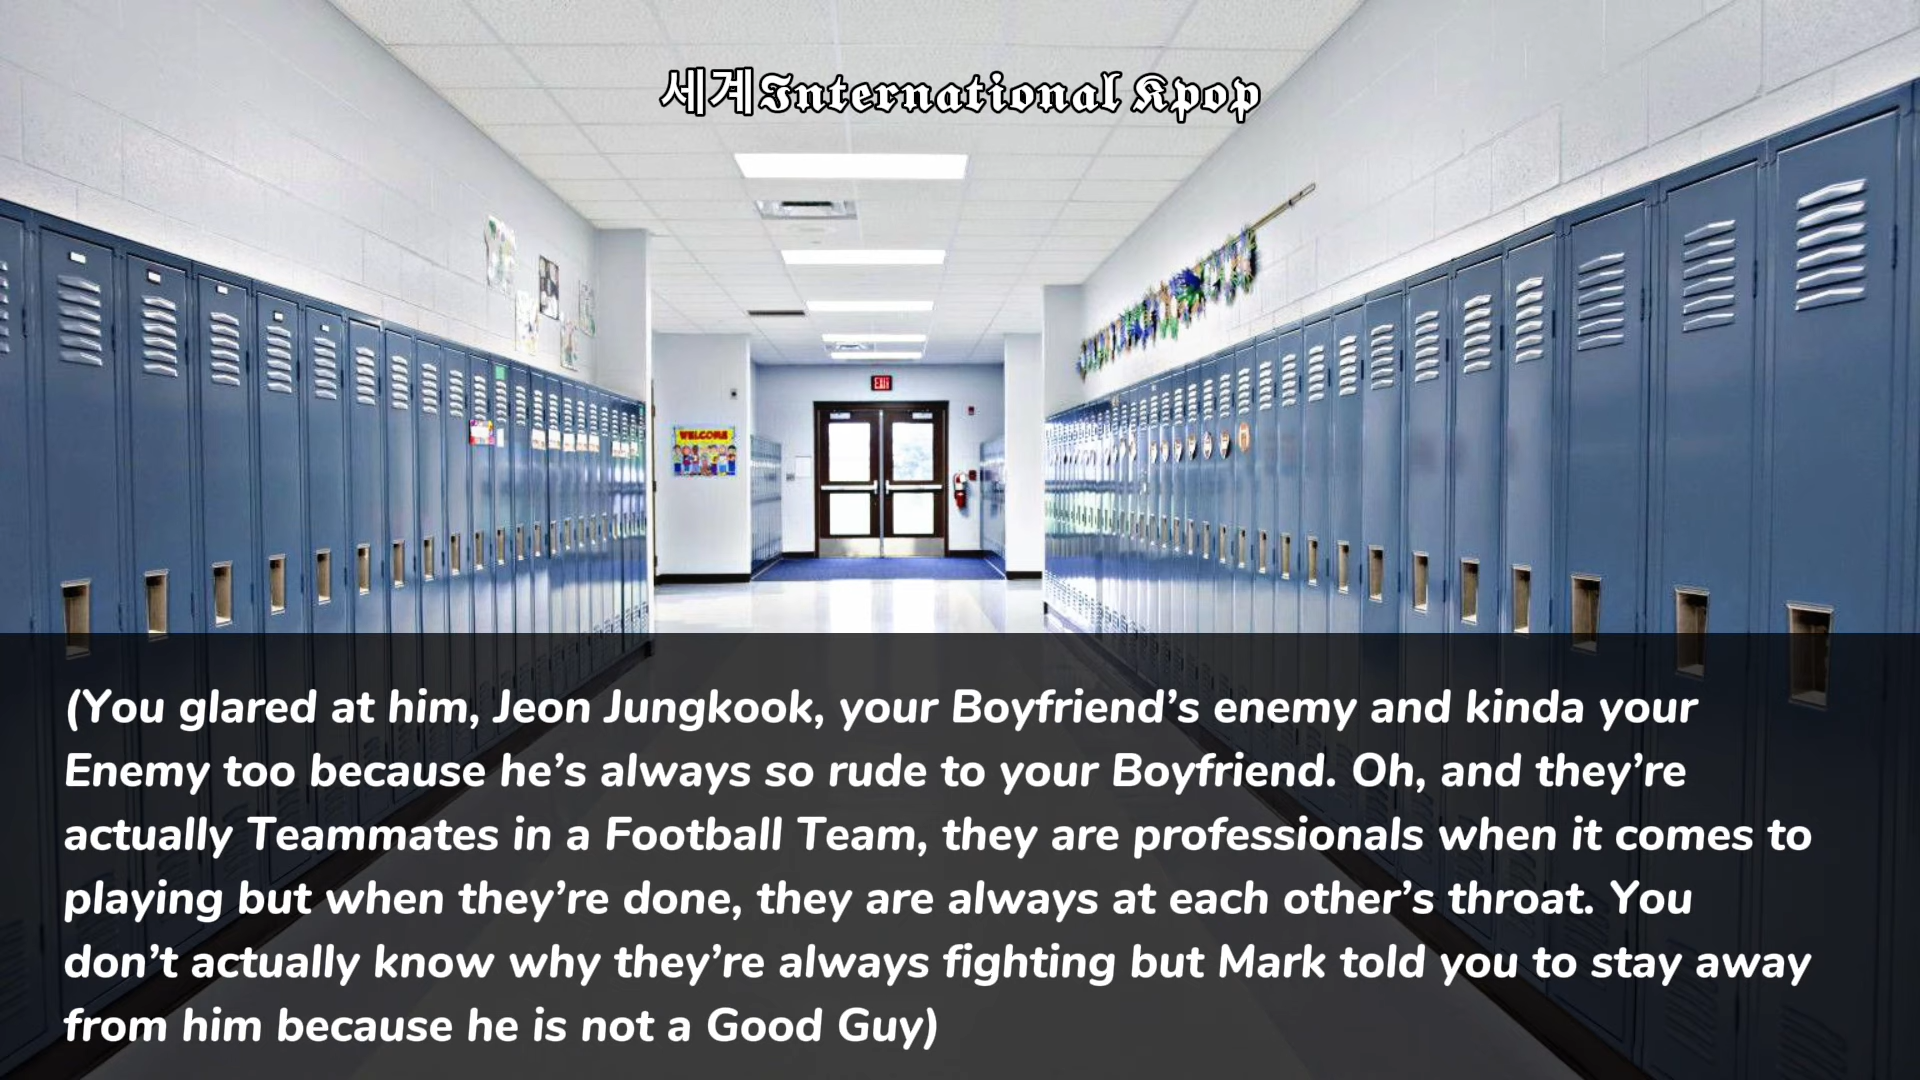 세계International Kpop
EXIT
WELCOME
(You glared at him, Jeon Jungkook, your Boyfriend's enemy and kinda your
Enemy too because he's always so rude to your Boyfriend. Oh, and they're
actually Teammates in a Football Team, they are professionals when it comes to
playing but when they're done, they are always at each other's throat. You
don't actually know why they're always fighting but Mark told you to stay away
from him because he is not a Good Guy)